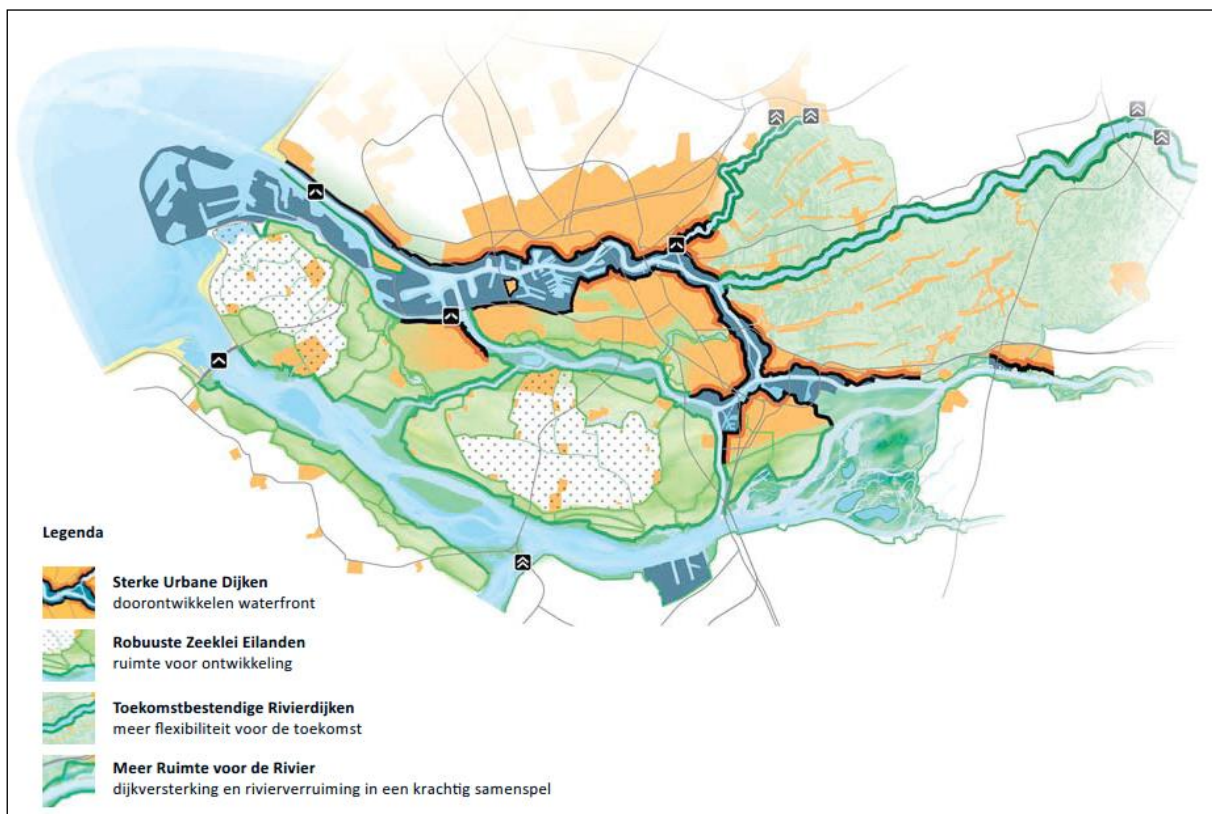 Legenda
Sterke Urbane Dijken
doorontwikkelen waterfront
Robuuste Zeeklei Eilanden
ruimte voor ontwikkeling
Toekomstbestendige Rivierdijken
meer flexibiliteit voor de toekomst
Meer Ruimte voor de Rivier
dijkversterking en rivierverruiming in een krachtig samenspel